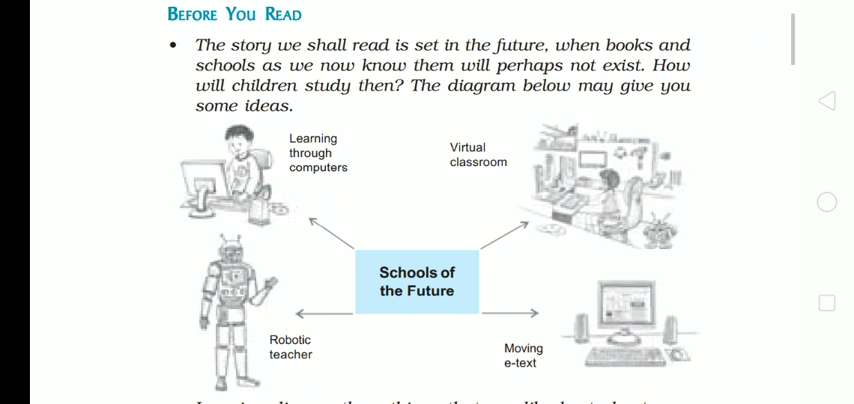 BEFORE YOU READ
• The story we shall read is set in the future, when books and
schools as we now know them will perhaps not exist. How
will children study then? The diagram below may give you
some ideas.
Learning
through
computers
Virtual
classroom
Schools of
the Future
Robotic
teacher
Moving
e-text